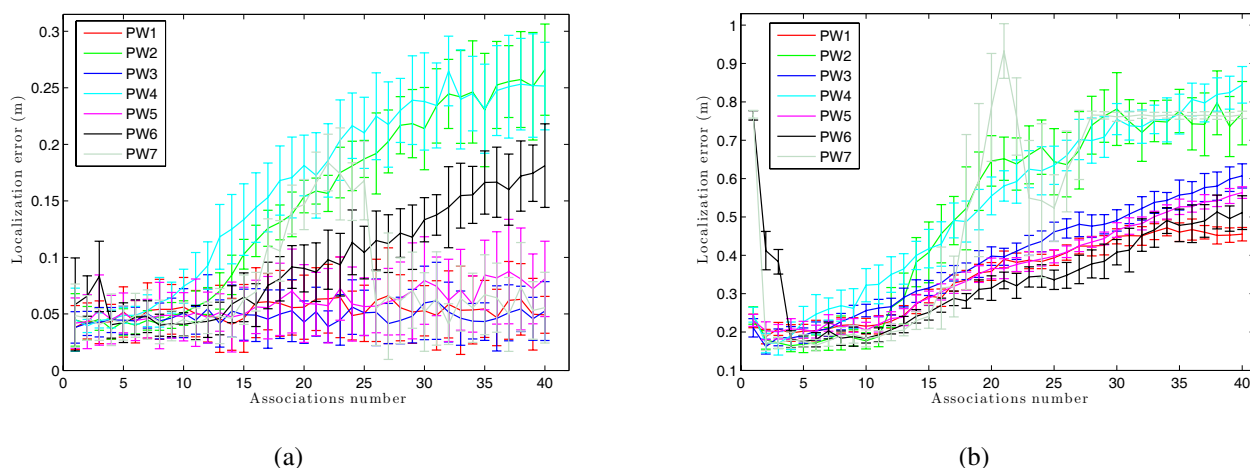 0.3
0.25
0.2
0.15
0.1
0.05
0
Localization error (m)
PW1
PW2
PW3
PW4
PW5
PW6
PW7
0 5 10 15 20 25 30 35 40
Associations number
(a)
1
0.9
0.8
0.7
0.6
0.5
0.4
0.3
0.2
0.1
Localization error (m)
PW1
PW2
PW3
PW4
PW5
PW6
PW7
0 5 10 15 20 25 30 35 40
Associations number
(b)